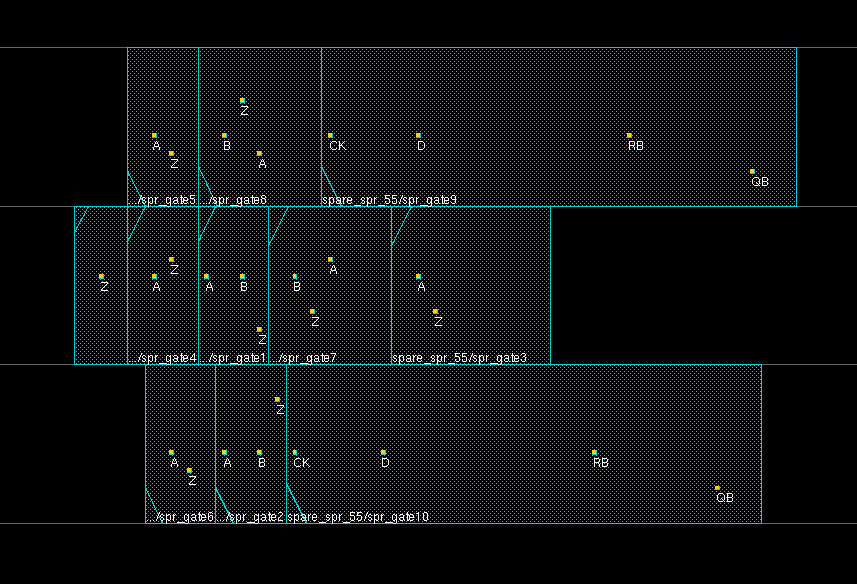 Z
A
B
CK
D
RB
Z
A
QB
.../spr_gate5
.../spr_gate8
spare_spr_55/spr_gate9
Z
A
Z
A
A
B
B
A
Z
Z
Z
.../spr_gate4
.../spr_gate1
.../spr_gate7
spare_spr_55/spr_gate3
Z
A
A
B
CK
D
RB
Z
QB
.../spr_gate6
.../spr_gate2
spare_spr_55/spr_gate10